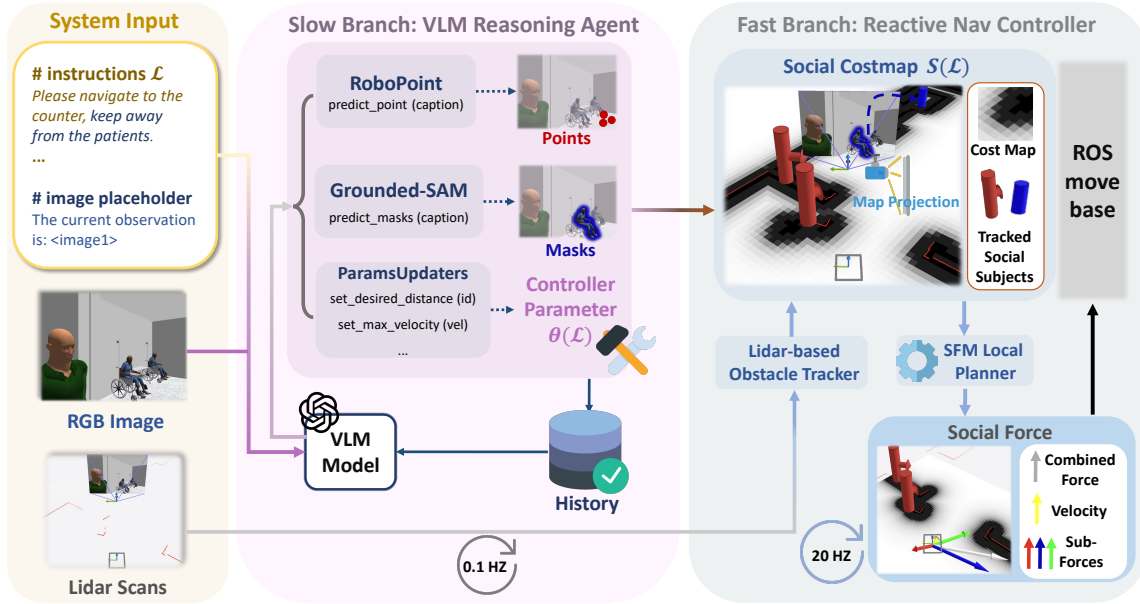 System Input
# instructions ℒ
Please navigate to the
counter, keep away
from the patients.
...
# image placeholder
The current observation
is: <image1>
RGB Image
Lidar Scans
Slow Branch: VLM Reasoning Agent
RoboPoint
predict_point (caption)
Points
Grounded-SAM
predict_masks (caption)
Masks
ParamsUpdaters
set_desired_distance (id)
set_max_velocity (vel)
...
Controller
Parameter
θ(ℒ)
VLM
Model
History
0.1 HZ
Fast Branch: Reactive Nav Controller
Social Costmap S(ℒ)
Map Projection
Cost Map
Tracked
Social
Subjects
ROS
move
base
Lidar-based
Obstacle Tracker
SFM Local
Planner
Social Force
Combined
Force
Velocity
Sub-
Forces
20 HZ